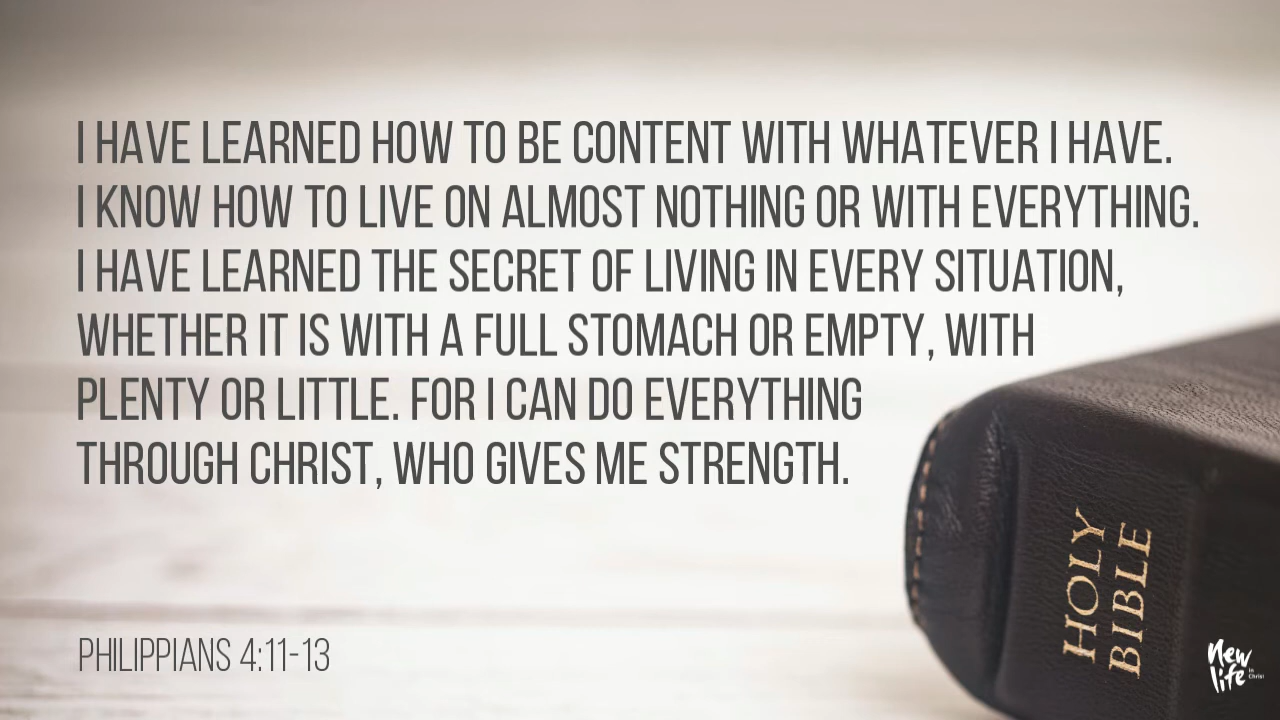 I HAVE LEARNED HOW TO BE CONTENT WITH WHATEVER I HAVE.
I KNOW HOW TO LIVE ON ALMOST NOTHING OR WITH EVERYTHING.
I HAVE LEARNED THE SECRET OF LIVING IN EVERY SITUATION,
WHETHER IT IS WITH A FULL STOMACH OR EMPTY, WITH
PLENTY OR LITTLE. FOR I CAN DO EVERYTHING
THROUGH CHRIST, WHO GIVES ME STRENGTH.
PHILIPPIANS 4:11-13
HOLY
BIBLE
New
life in Christ